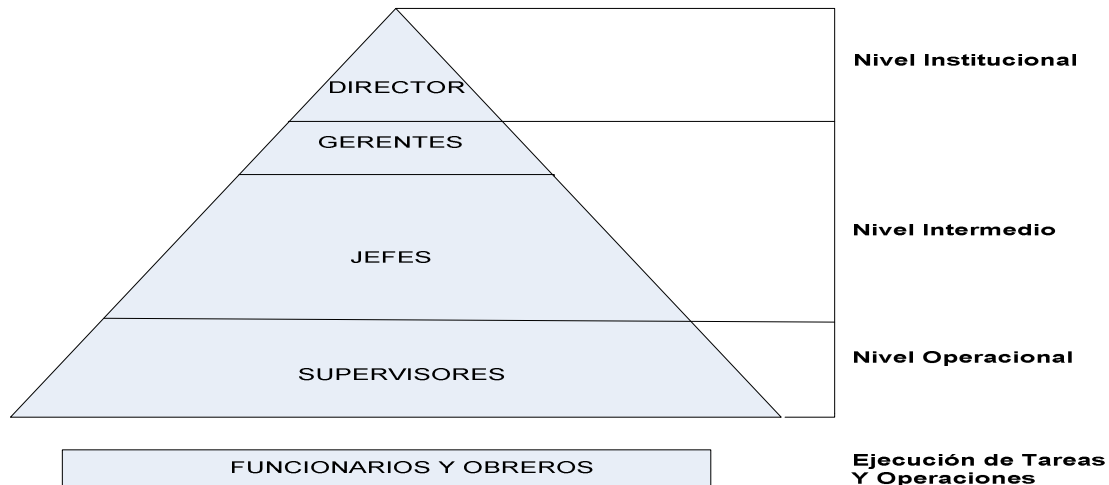 Nivel Institucional
DIRECTOR
GERENTES
Nivel Intermedio
JEFES
Nivel Operacional
SUPERVISORES
FUNCIONARIOS Y OBREROS
Ejecución de Tareas
Y Operaciones